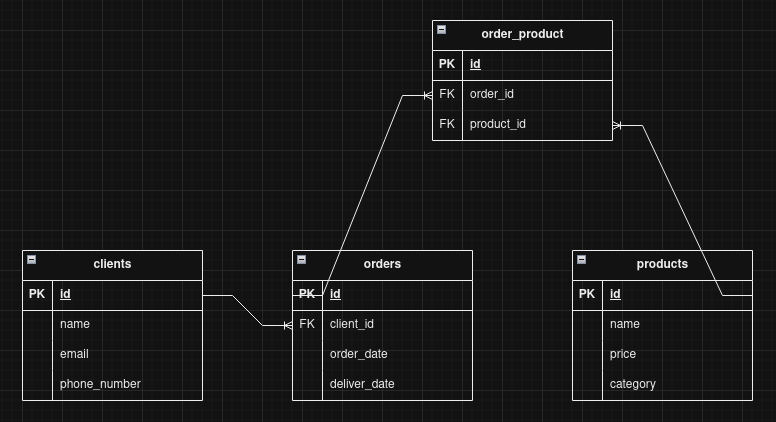 order_product
PK id
FK order_id
FK product_id
clients
PK id
name
email
phone_number
orders
PK id
FK client_id
order_date
deliver_date
products
PK id
name
price
category